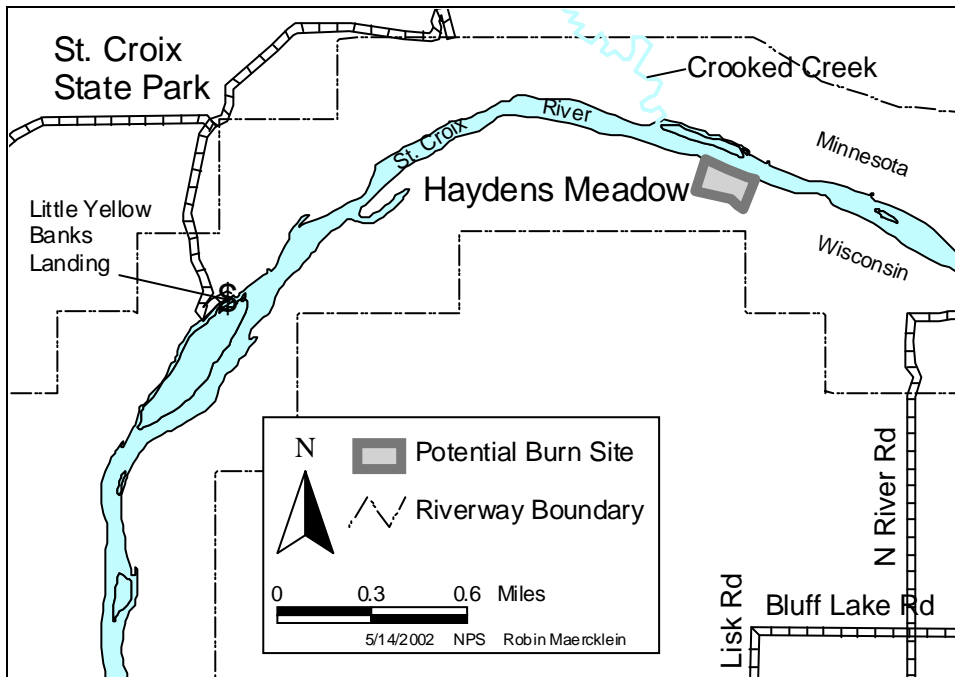 St. Croix
State Park
Crooked Creek
St. Croix River
Minnesota
Haydens Meadow
Little Yellow
Banks
Landing
Wisconsin
N
Potential Burn Site
Riverway Boundary
0 0.3 0.6 Miles
5/14/2002 NPS Robin Maercklein
N River Rd
Lisk Rd
Bluff Lake Rd